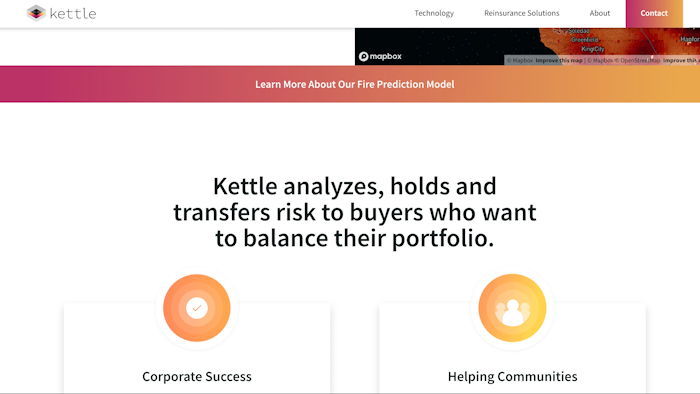 kettle
Technology
Reinsurance Solutions
About
Contact
Soledad
Greenfield
King City
Hanfor
mapbox
© Mapbox Improve this map | © Mapbox © OpenStreetMap Improve this
Learn More About Our Fire Prediction Model
Kettle analyzes, holds and
transfers risk to buyers who want
to balance their portfolio.
Corporate Success
Helping Communities